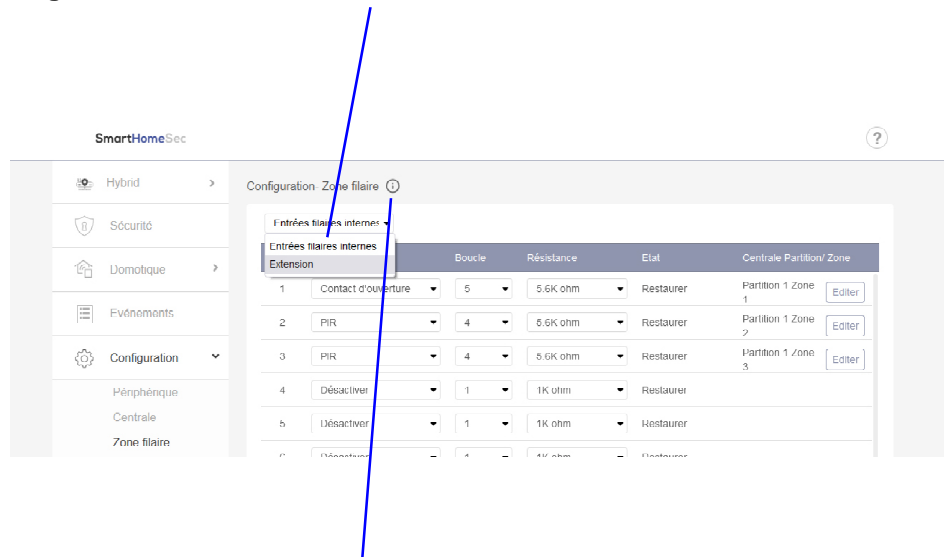 SmartHomeSec
?
Hybrid
Configuration- Zone filaire
Sécurité
Entrées filaires internes
Entrées filaires internes
Extension
Boucle Résistance Etat Centrale Partition/ Zone
Domotique
1 Contact d'ouverture 5 5.6K ohm Restaurer Partition 1 Zone 1 Editer
Evénements
2 PIR 4 5.6K ohm Restaurer Partition 1 Zone 2 Editer
Configuration
3 PIR 4 5.6K ohm Restaurer Partition 1 Zone 3 Editer
Périphérique
4 Désactiver 1 1K ohm Restaurer
Centrale
5 Désactiver 1 1K ohm Restaurer
Zone filaire